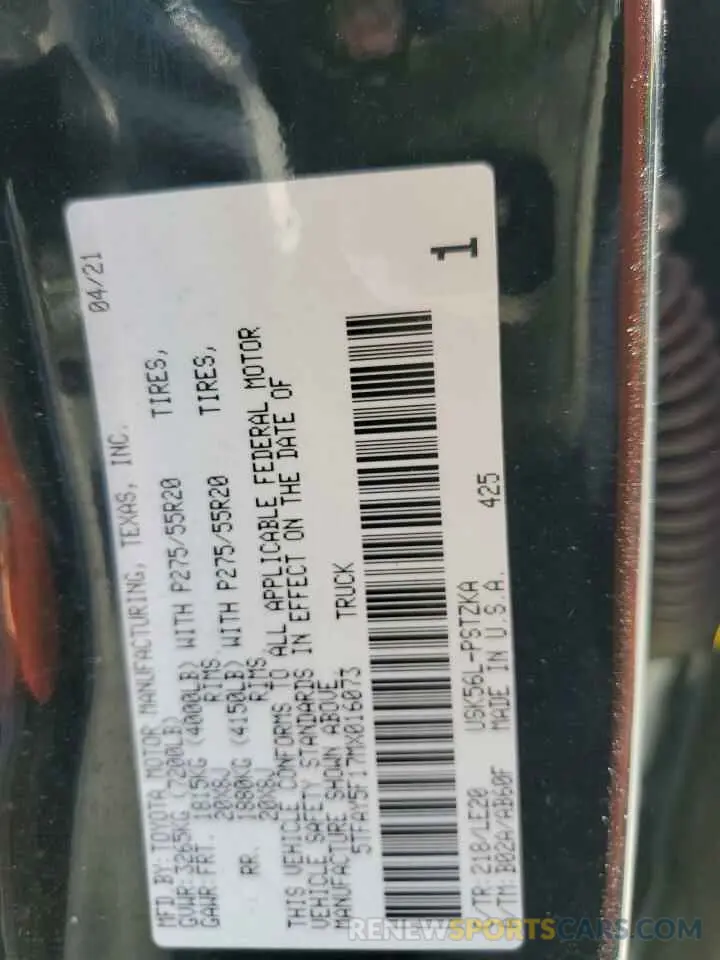 MFD BY: TOYOTA MOTOR MANUFACTURING, TEXAS, INC. 04/21
GVWR: 3265KG (7200LB)
GAWR: FRT. 1815KG (4000LB) WITH P275/55R20 TIRES,
20X8J RIMS
RR. 1880KG (4150LB) WITH P275/55R20 TIRES,
20X8J RIMS
THIS VEHICLE CONFORMS TO ALL APPLICABLE FEDERAL MOTOR
VEHICLE SAFETY STANDARDS IN EFFECT ON THE DATE OF
MANUFACTURE SHOWN ABOVE
5TFAY5F17MX016073 TRUCK
1
/TR: 218/LE20 USK56L-PSTZKA 425
/TM: B02A/AB60F MADE IN U.S.A.
RENEWSPORTSCARS.COM